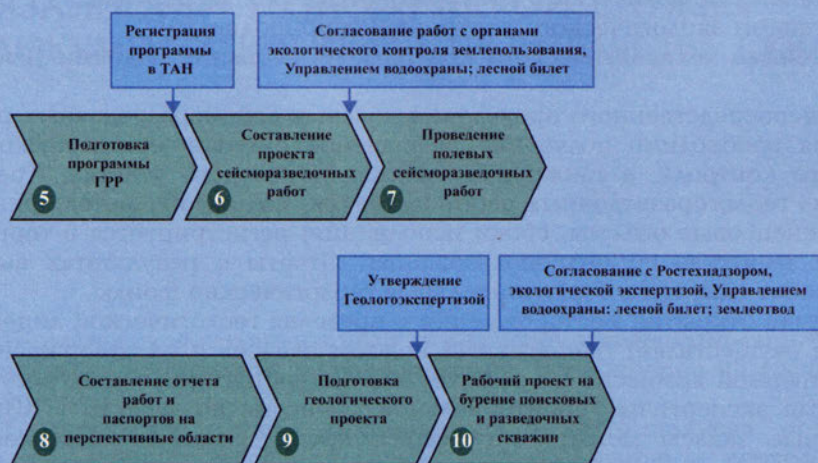 Регистрация
программы
в ТАН
Согласование работ с органами
экологического контроля землепользования,
Управлением водоохраны; лесной билет
Подготовка
программы
ГРР
5
Составление
проекта
сейсморазведочных
работ
6
Проведение
полевых
сейсморазведочных
работ
7
Утверждение
Геологоэкспертизой
Согласование с Ростехнадзором,
экологической экспертизой, Управлением
водоохраны: лесной билет; землеотвод
Составление отчета
работ и
паспортов на
перспективные области
8
Подготовка
геологического
проекта
9
Рабочий проект на
бурение поисковых
и разведочных
скважин
10